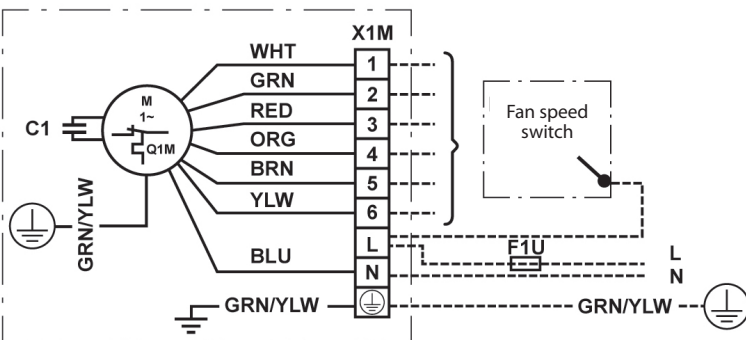 X1M
WHT
1
GRN
2
RED
3
ORG
4
BRN
5
YLW
6
BLU
L
N
GRN/YLW
C1
M
1~
Q1M
GRN/YLW
Fan speed
switch
F1U
L
N
GRN/YLW